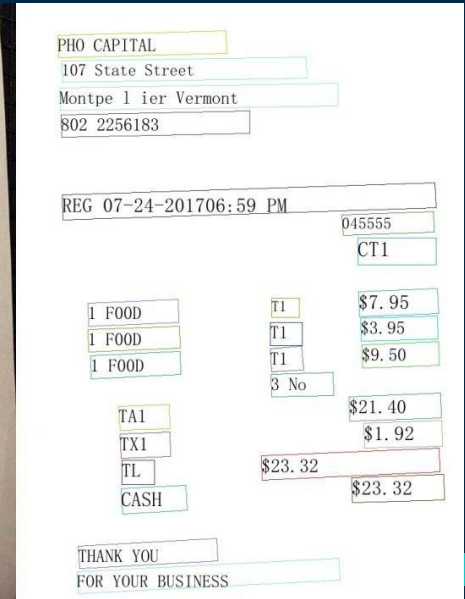 PHO CAPITAL
107 State Street
Montpe l ier Vermont
802 2256183
REG 07-24-201706:59 PM
045555
CT1
1 FOOD T1 $7.95
1 FOOD T1 $3.95
1 FOOD T1 $9.50
3 No
TA1 $21.40
TX1 $1.92
TL $23.32
CASH $23.32
THANK YOU
FOR YOUR BUSINESS